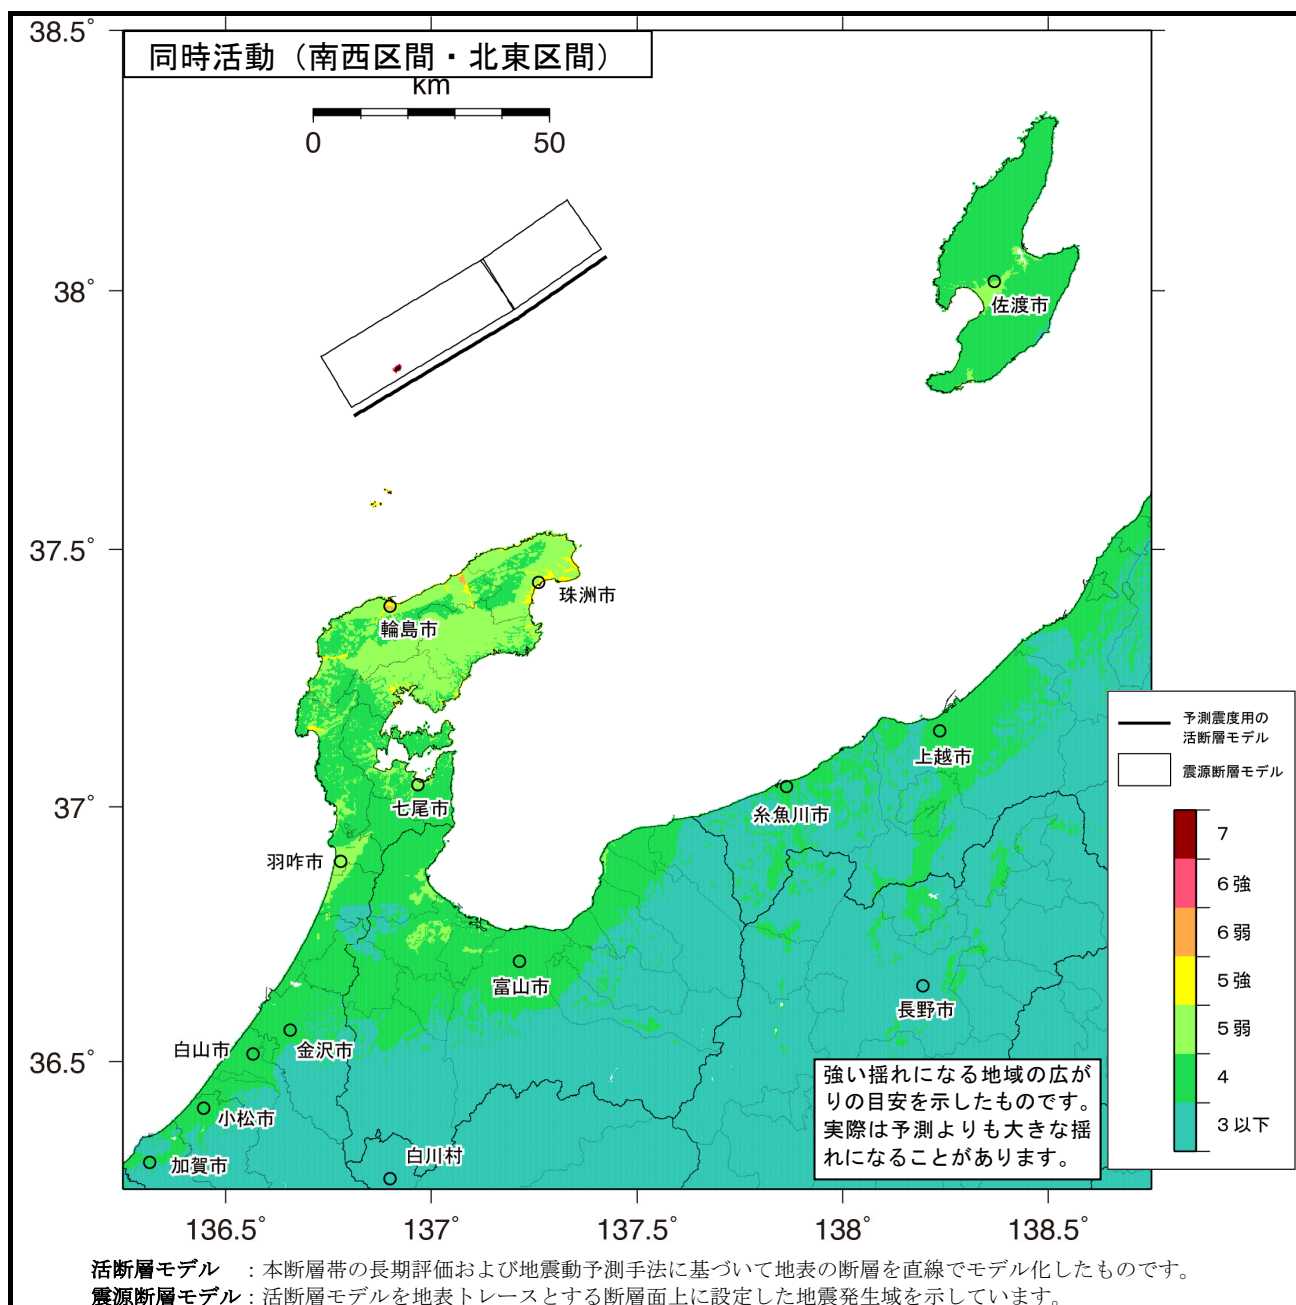 同時活動（南西区間・北東区間）
km
0 50
38.5°
38°
37.5°
37°
36.5°
136.5° 137° 137.5° 138° 138.5°
佐渡市
珠洲市
輪島市
七尾市
羽咋市
富山市
金沢市
白山市
小松市
加賀市
白川村
上越市
糸魚川市
長野市
予測震度用の
活断層モデル
震源断層モデル
7
6強
6弱
5強
5弱
4
3以下
強い揺れになる地域の広が
りの目安を示したものです。
実際は予測よりも大きな揺
れになることがあります。
活断層モデル ：本断層帯の長期評価および地震動予測手法に基づいて地表の断層を直線でモデル化したものです。
震源断層モデル：活断層モデルを地表トレースとする断層面上に設定した地震発生域を示しています。